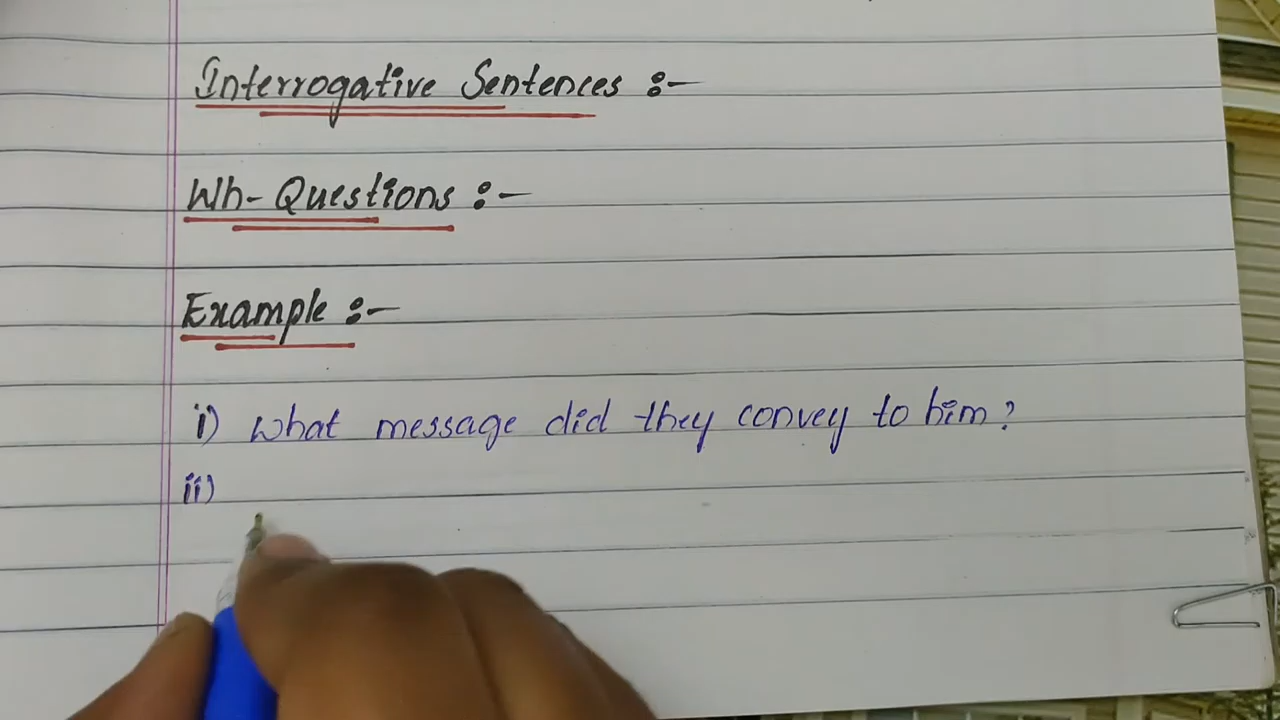 Interrogative Sentences :-
Wh-Questions :-
Example :-
i) What message did they convey to him?
ii)